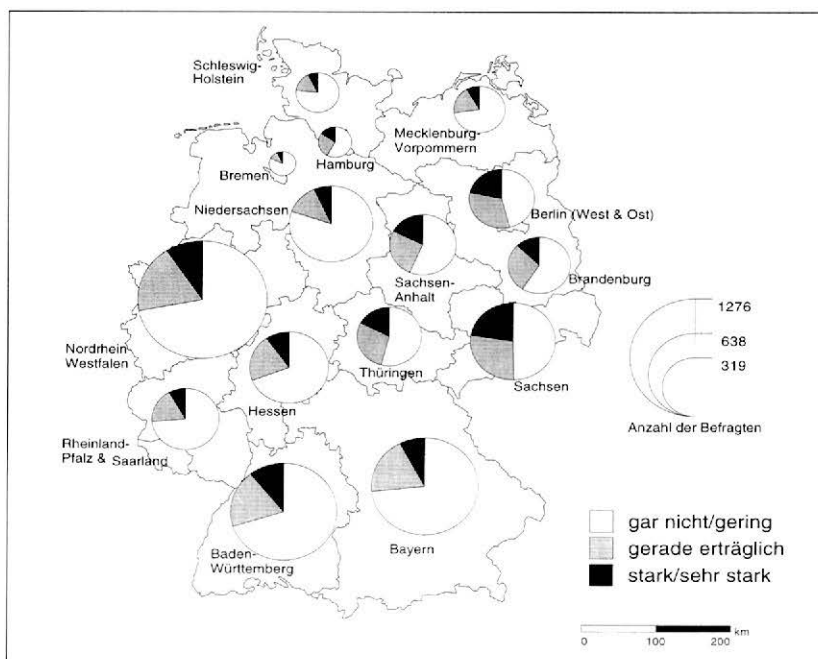 Schleswig-
Holstein
Mecklenburg-
Vorpommern
Hamburg
Bremen
Niedersachsen
Berlin (West & Ost)
Sachsen-
Anhalt
Brandenburg
Nordrhein
Westfalen
Hessen
Thüringen
Sachsen
1276
638
319
Anzahl der Befragten
Rheinland-
Pfalz & Saarland
Baden-
Württemberg
Bayern
gar nicht/gering
gerade erträglich
stark/sehr stark
0 100 200 km